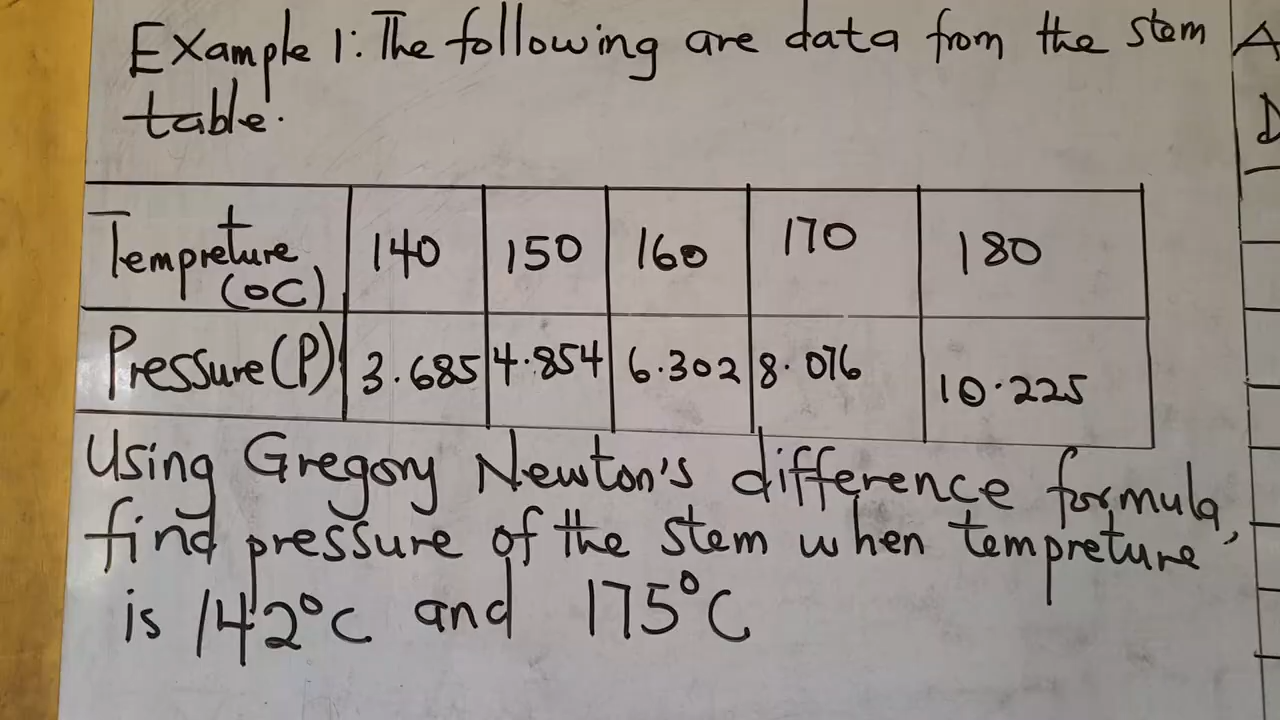 Example 1: The following are data from the stem
table.
Tempreture (oC) 140 150 160 170 180
Pressure (P) 3.685 4.854 6.302 8.076 10.225
Using Gregory Newton's difference formula,
find pressure of the stem when tempreture
is 142°C and 175°C
A
D